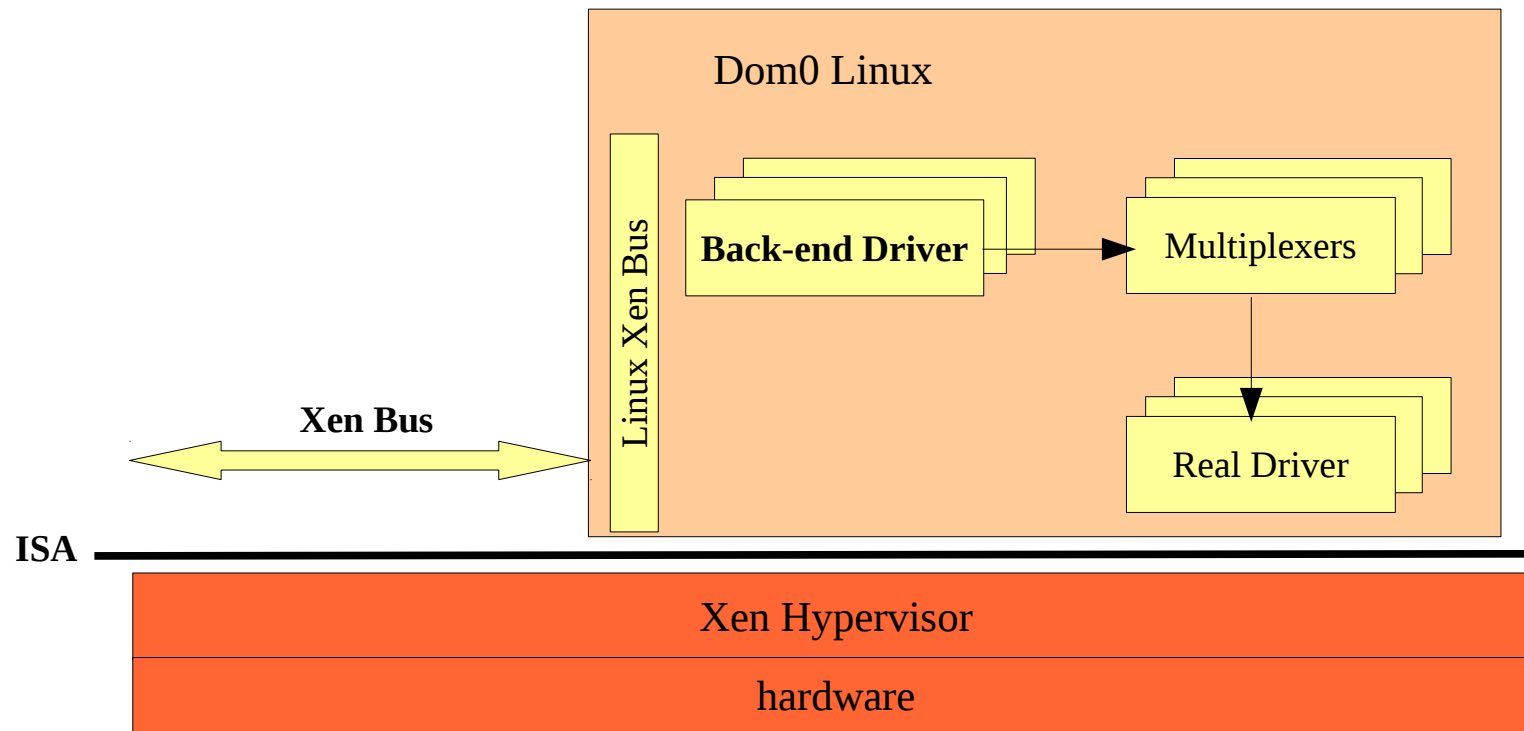 Dom0 Linux
Linux Xen Bus
Back-end Driver
Multiplexers
Xen Bus
Real Driver
ISA
Xen Hypervisor
hardware